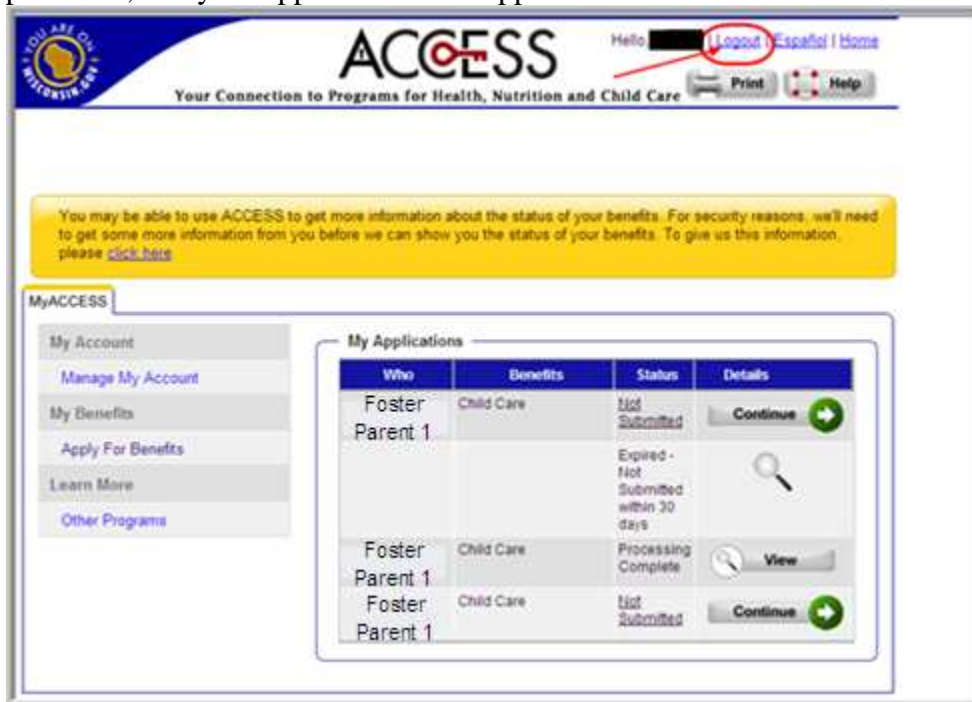 YOU ARE ON
WISCONSIN.GOV
ACCESS
Your Connection to Programs for Health, Nutrition and Child Care
Hello | Logout | Español | Home
Print Help
You may be able to use ACCESS to get more information about the status of your benefits. For security reasons, we'll need
to get some more information from you before we can show you the status of your benefits. To give us this information,
please click here
MyACCESS
My Account
Manage My Account
My Benefits
Apply For Benefits
Learn More
Other Programs
My Applications
Who Benefits Status Details
Foster Parent 1 Child Care Not Submitted Continue
Expired - Not Submitted within 30 days
Foster Parent 1 Child Care Processing Complete View
Foster Parent 1 Child Care Not Submitted Continue